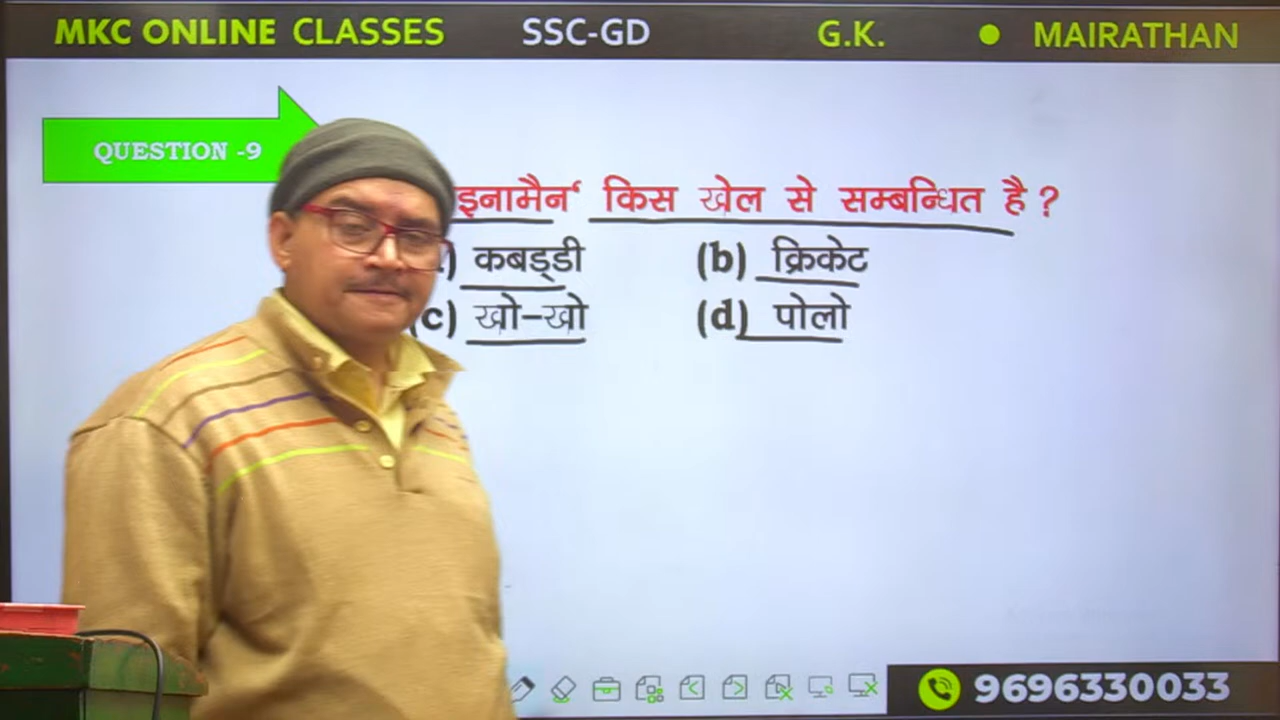 MKC ONLINE CLASSES SSC-GD G.K. MAIRATHAN
QUESTION -9
इनामैन‘ किस खेल से सम्बन्धित है ?
) कबड्डी (b) क्रिकेट
(c) खो–खो (d) पोलो
9696330033